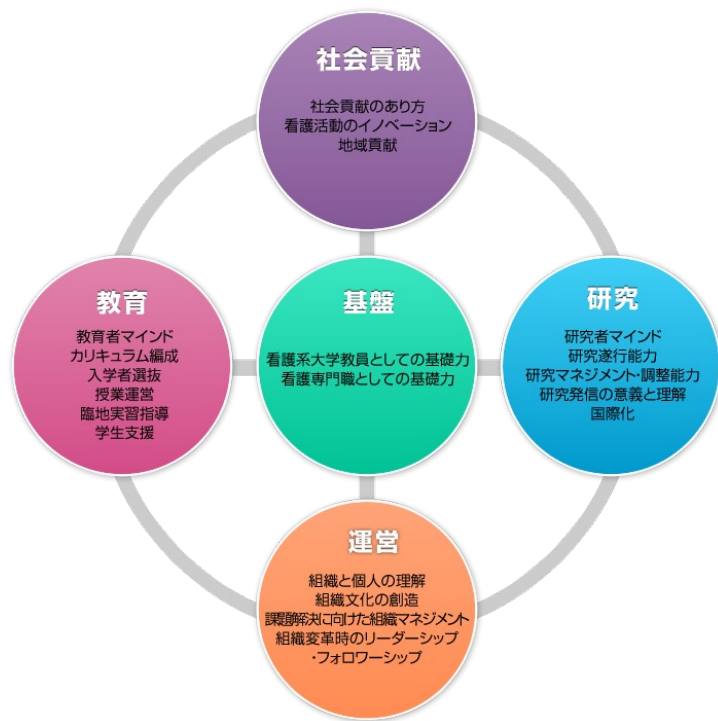 社会貢献
社会貢献のあり方
看護活動のイノベーション
地域貢献
教育
教育者マインド
カリキュラム編成
入学者選抜
授業運営
臨地実習指導
学生支援
基盤
看護系大学教員としての基礎力
看護専門職としての基礎力
研究
研究者マインド
研究遂行能力
研究マネジメント・調整能力
研究発信の意義と理解
国際化
運営
組織と個人の理解
組織文化の創造
課題解決に向けた組織マネジメント
組織変革時のリーダーシップ
・フォロワーシップ